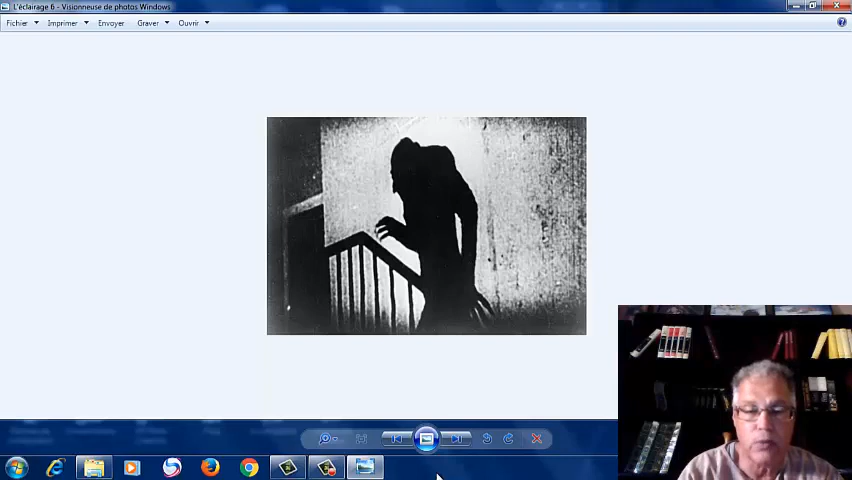 L'éclairage 6 - Visionneuse de photos Windows
Fichier Imprimer Envoyer Graver Ouvrir